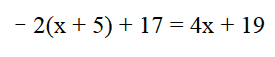 − 2(x + 5) + 17 = 4x + 19